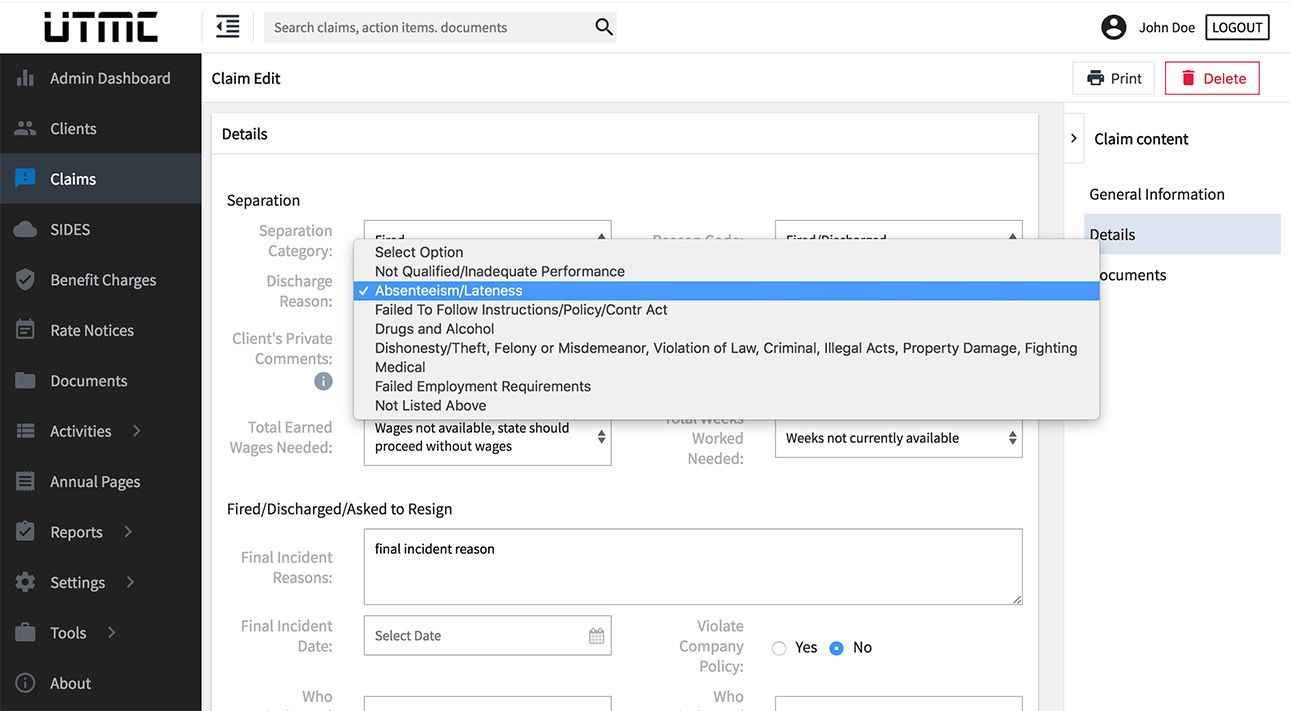 UTMC
Search claims, action items. documents
John Doe
LOGOUT
Admin Dashboard
Clients
Claims
SIDES
Benefit Charges
Rate Notices
Documents
Activities
Annual Pages
Reports
Settings
Tools
About
Claim Edit
Print
Delete
Details
Separation
Separation
Category:
Fired
Reason Code:
Fired/Discharged
Discharge
Reason:
Select Option
Not Qualified/Inadequate Performance
✓ Absenteeism/Lateness
Failed To Follow Instructions/Policy/Contr Act
Drugs and Alcohol
Dishonesty/Theft, Felony or Misdemeanor, Violation of Law, Criminal, Illegal Acts, Property Damage, Fighting
Medical
Failed Employment Requirements
Not Listed Above
Client's Private
Comments:
Total Earned
Wages Needed:
Wages not available, state should
proceed without wages
Total Weeks
Worked
Needed:
Weeks not currently available
Fired/Discharged/Asked to Resign
Final Incident
Reasons:
final incident reason
Final Incident
Date:
Select Date
Violate
Company
Policy:
Yes
No
Who
Who
Claim content
General Information
Details
ocuments